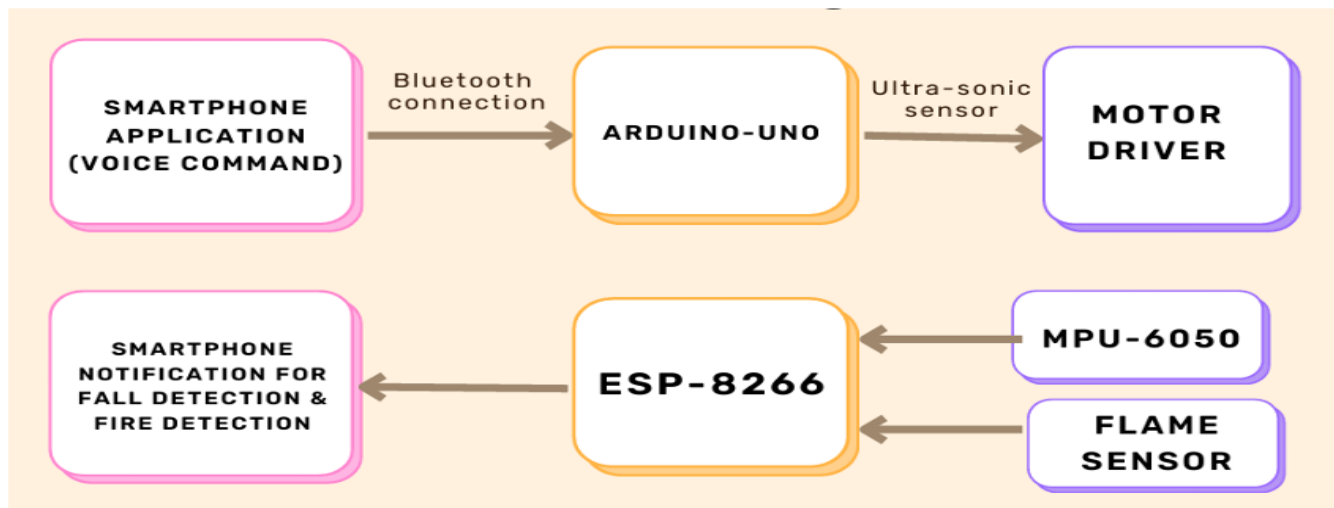 SMARTPHONE
APPLICATION
(VOICE COMMAND)
Bluetooth
connection
ARDUINO-UNO
Ultra-sonic
sensor
MOTOR
DRIVER
SMARTPHONE
NOTIFICATION FOR
FALL DETECTION &
FIRE DETECTION
ESP-8266
MPU-6050
FLAME
SENSOR